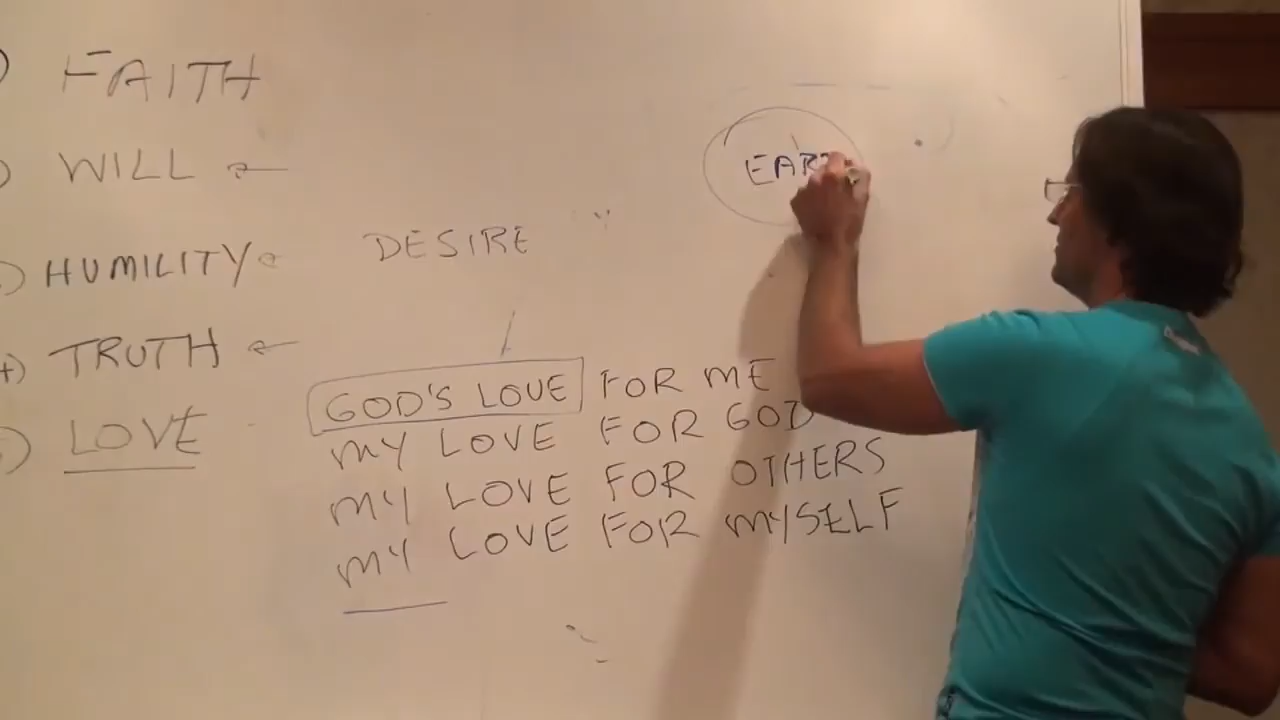 ) FAITH
) WILL ←
) HUMILITY ←
DESIRE
4) TRUTH ←
) LOVE
GOD'S LOVE FOR ME
MY LOVE FOR GOD
MY LOVE FOR OTHERS
MY LOVE FOR MYSELF
EAR